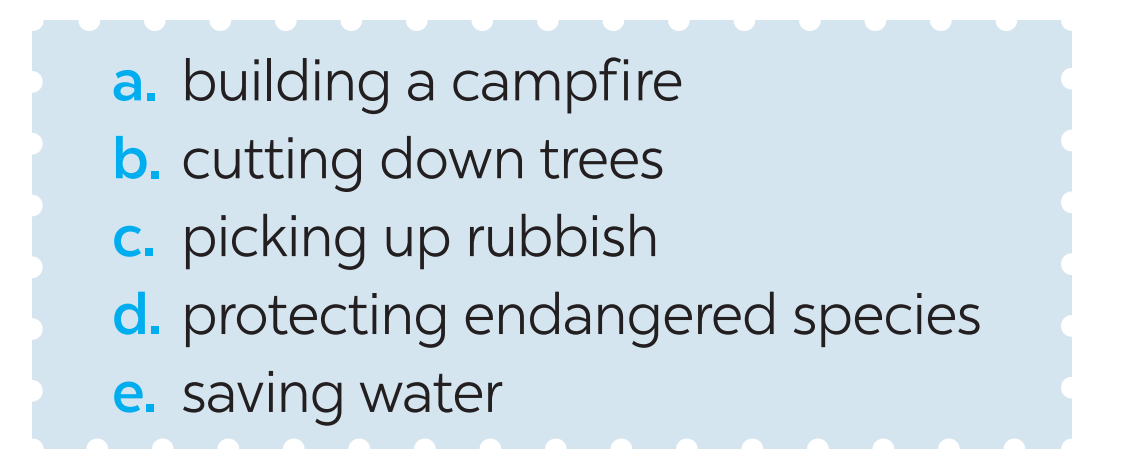 a. building a campfire
b. cutting down trees
c. picking up rubbish
d. protecting endangered species
e. saving water